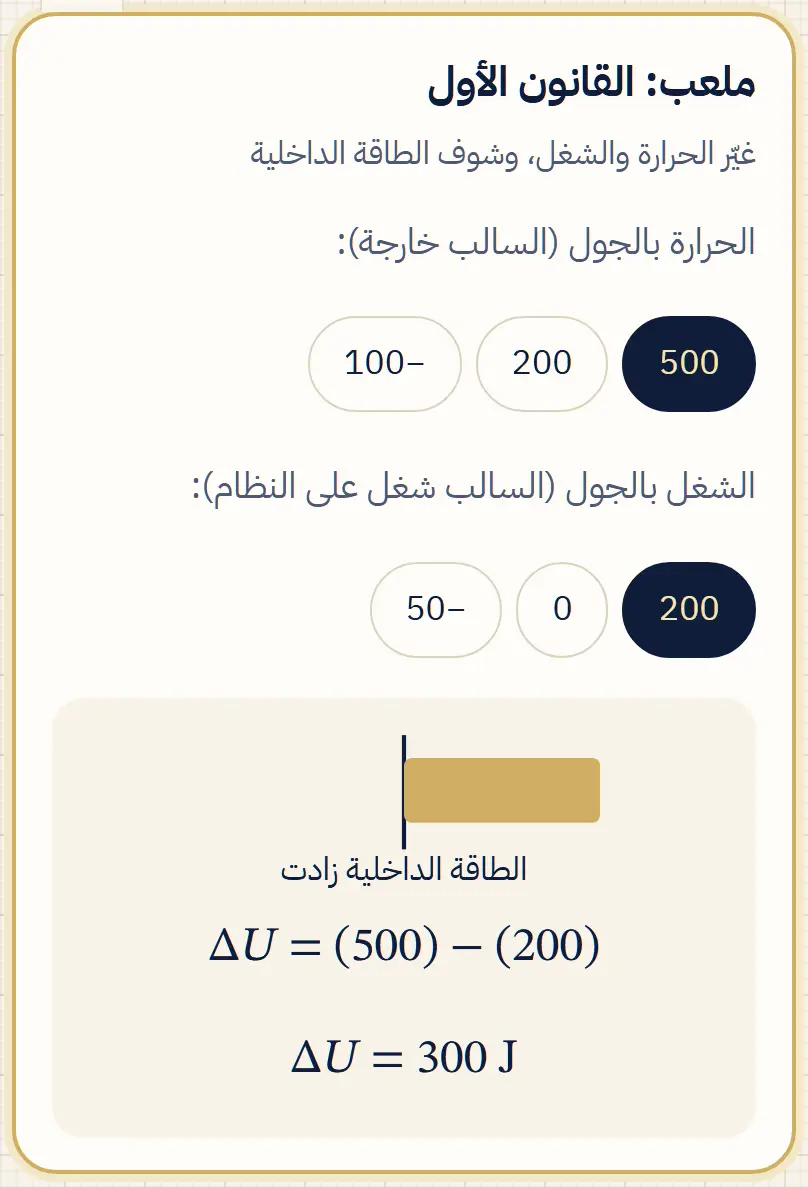 ملعب: القانون الأول
غيّر الحرارة والشغل، وشوف الطاقة الداخلية
الحرارة بالجول (السالب خارجة):
500
200
−100
الشغل بالجول (السالب شغل على النظام):
200
0
−50
الطاقة الداخلية زادت
ΔU = (500) − (200)
ΔU = 300 J